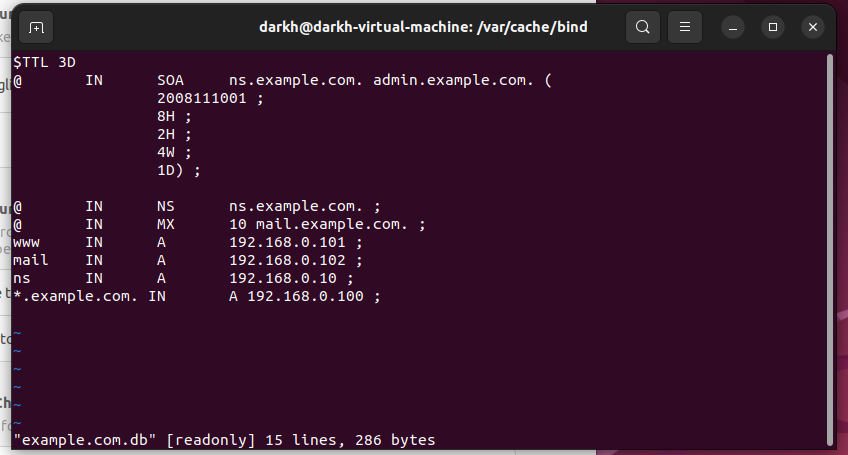 darkh@darkh-virtual-machine: /var/cache/bind
$TTL 3D
@ IN SOA ns.example.com. admin.example.com. (
2008111001 ;
8H ;
2H ;
4W ;
1D) ;
@ IN NS ns.example.com. ;
@ IN MX 10 mail.example.com. ;
www IN A 192.168.0.101 ;
mail IN A 192.168.0.102 ;
ns IN A 192.168.0.10 ;
*.example.com. IN A 192.168.0.100 ;
~
~
~
~
~
~
"example.com.db" [readonly] 15 lines, 286 bytes